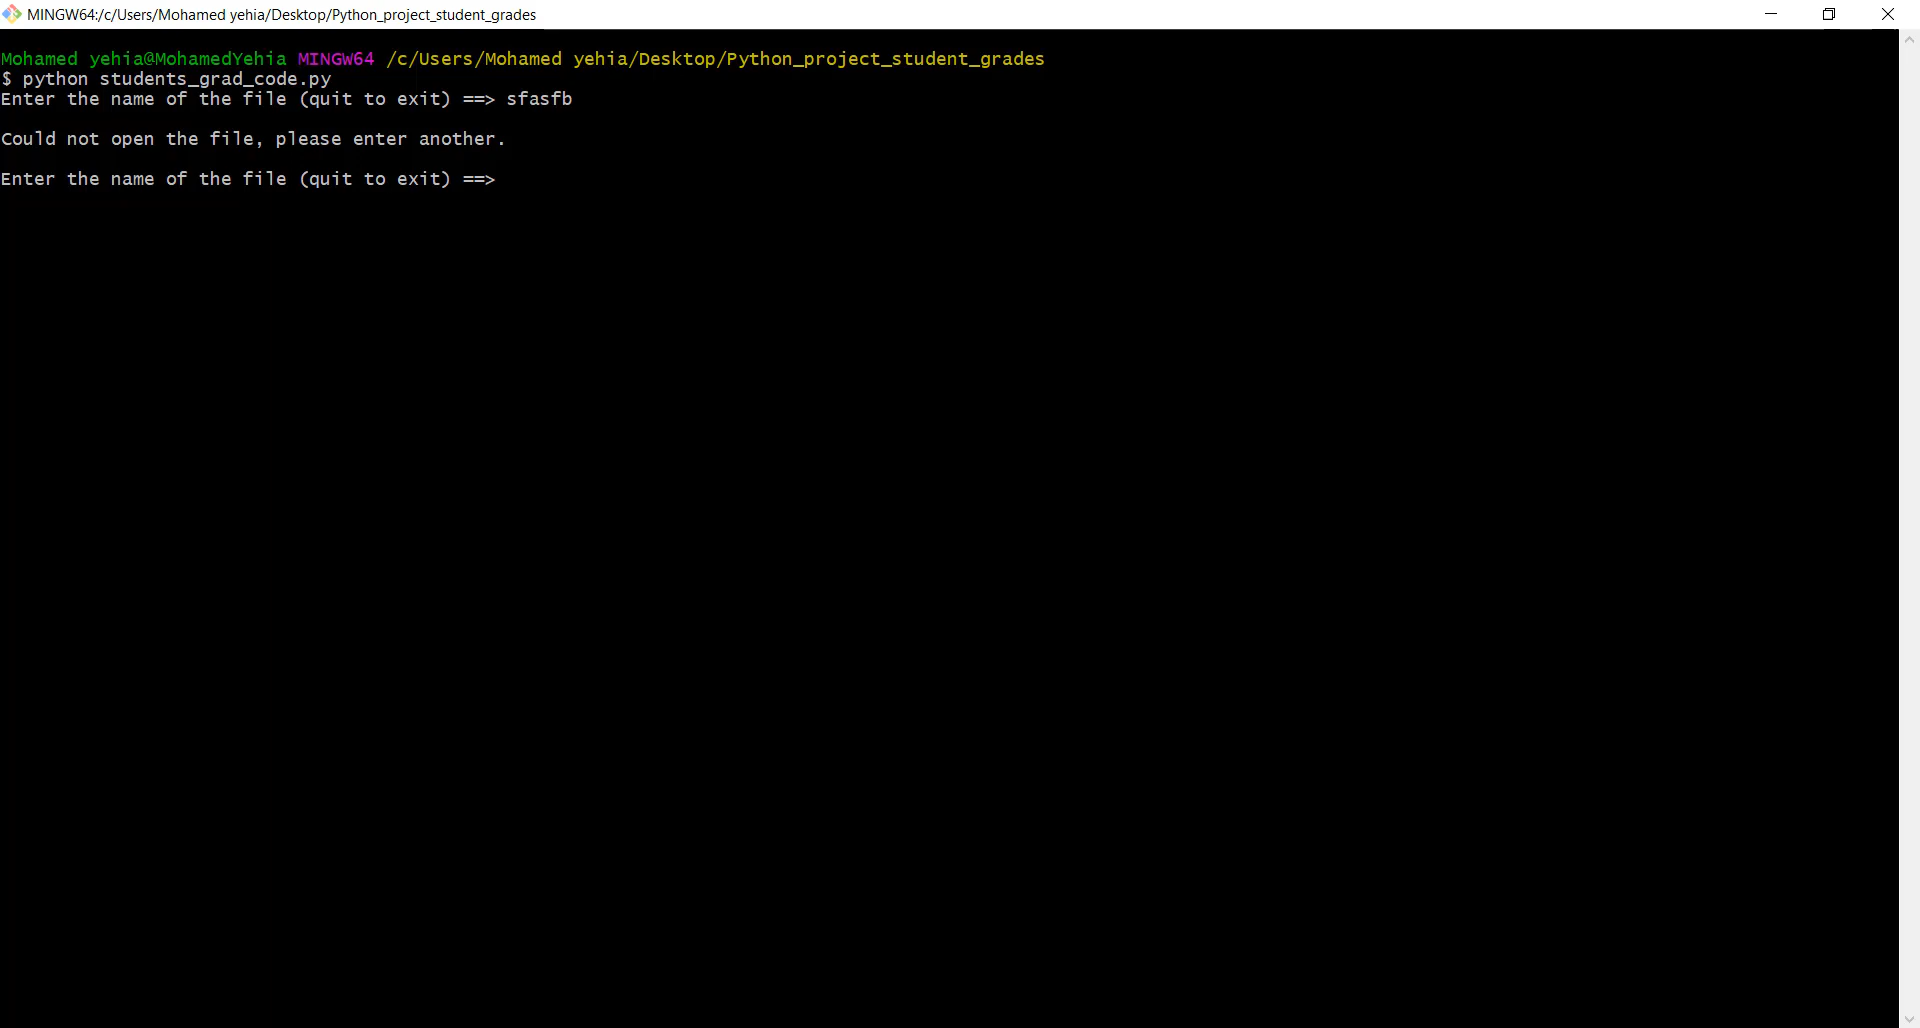 MINGW64:/c/Users/Mohamed yehia/Desktop/Python_project_student_grades
Mohamed yehia@MohamedYehia MINGW64 /c/Users/Mohamed yehia/Desktop/Python_project_student_grades
$ python students_grad_code.py
Enter the name of the file (quit to exit) ==> sfasfb
Could not open the file, please enter another.
Enter the name of the file (quit to exit) ==>